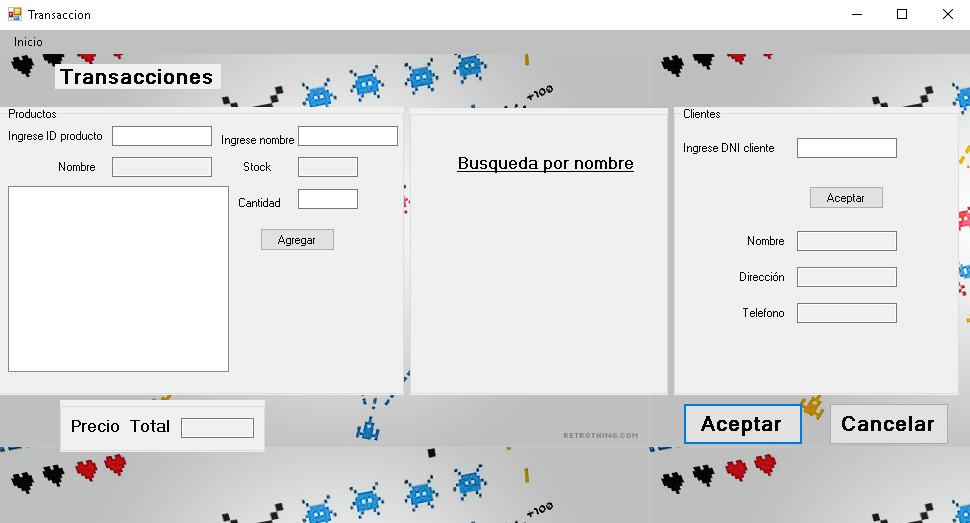 Transaccion
Inicio
Transacciones
+100
Productos
Ingrese ID producto
Ingrese nombre
Nombre
Stock
Cantidad
Agregar
Busqueda por nombre
Clientes
Ingrese DNI cliente
Aceptar
Nombre
Dirección
Telefono
Precio Total
RETROTHING.COM
Aceptar
Cancelar
+100